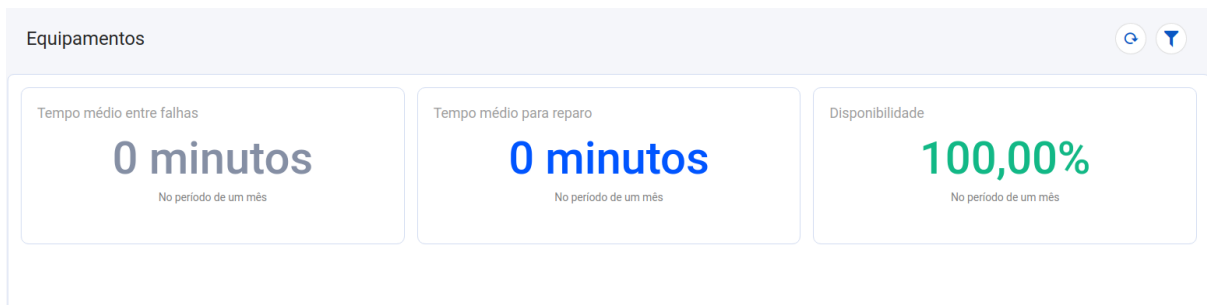 Equipamentos
Tempo médio entre falhas
0 minutos
No período de um mês
Tempo médio para reparo
0 minutos
No período de um mês
Disponibilidade
100,00%
No período de um mês